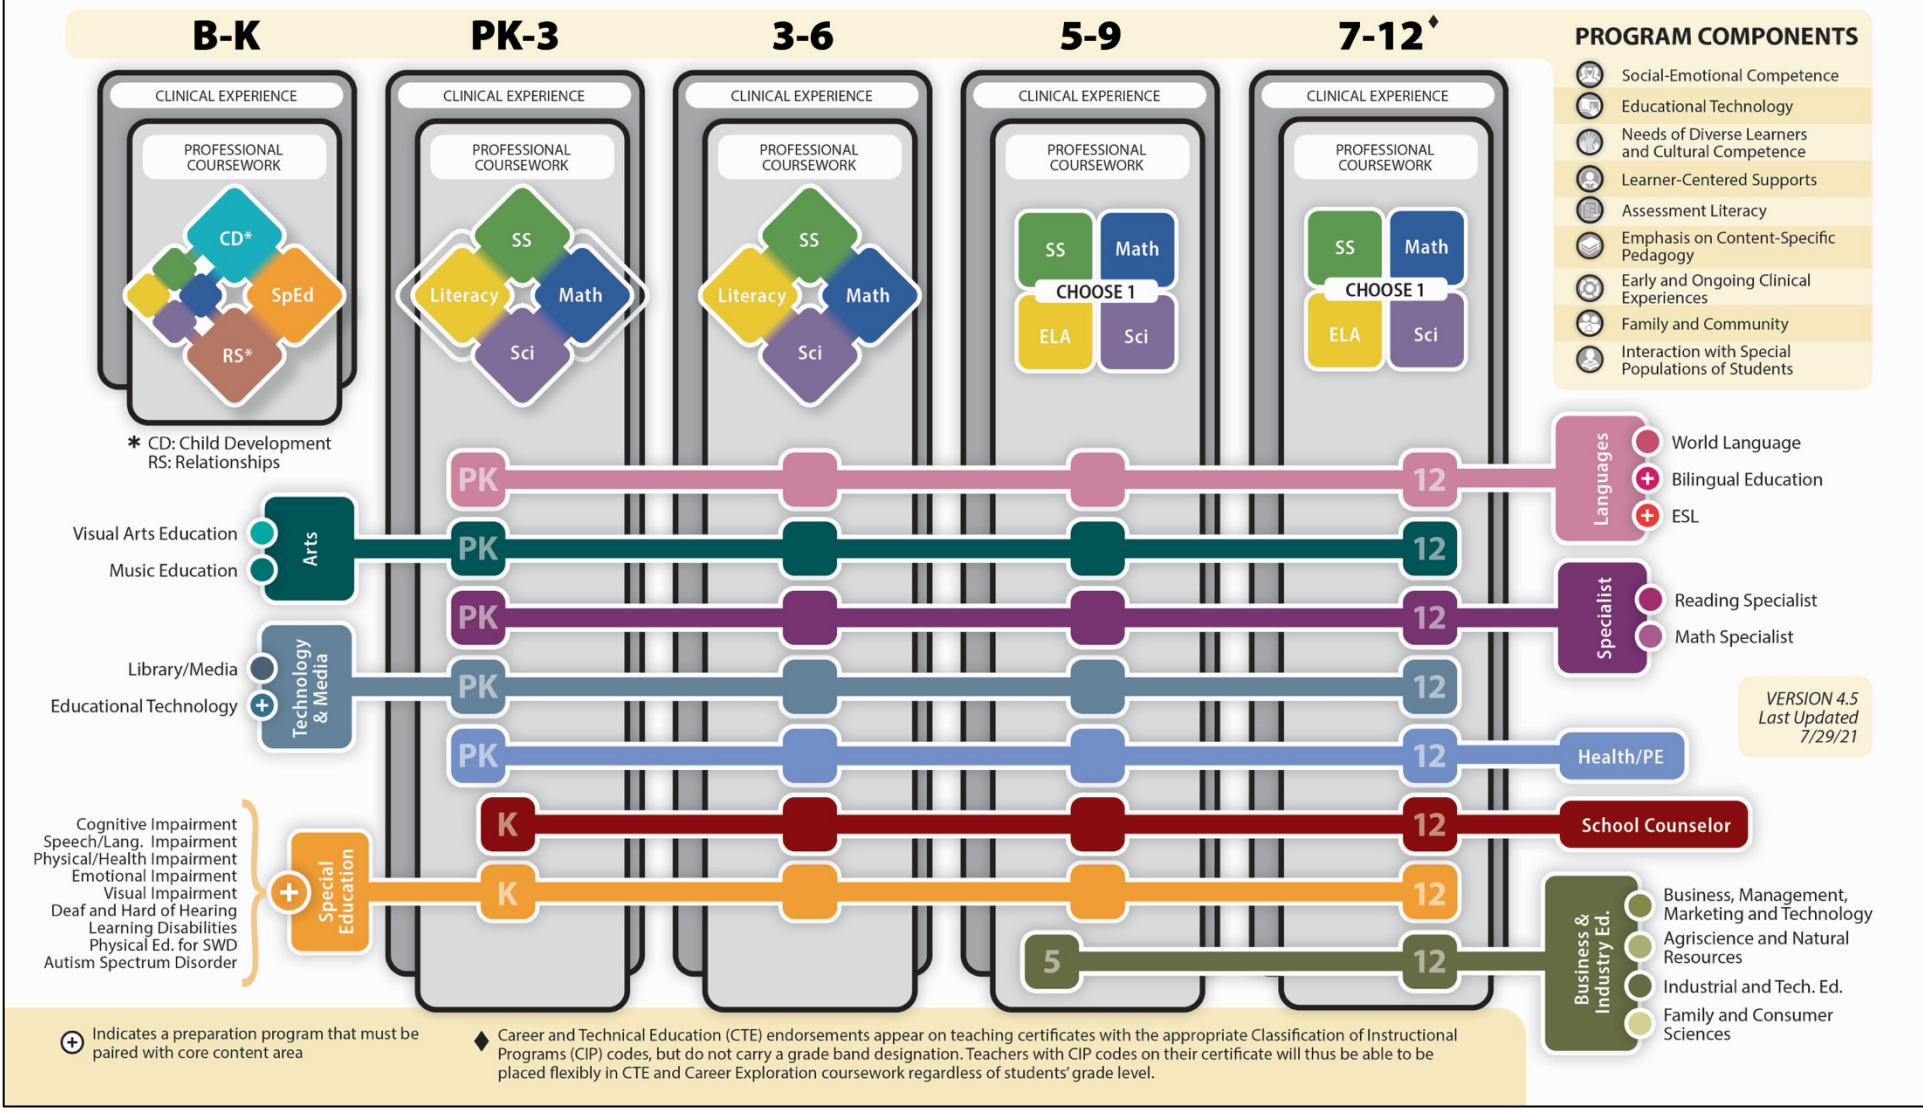 B-K
PK-3
3-6
5-9
7-12♦
PROGRAM COMPONENTS
Social-Emotional Competence
Educational Technology
Needs of Diverse Learners
and Cultural Competence
Learner-Centered Supports
Assessment Literacy
Emphasis on Content-Specific
Pedagogy
Early and Ongoing Clinical
Experiences
Family and Community
Interaction with Special
Populations of Students
CLINICAL EXPERIENCE
PROFESSIONAL
COURSEWORK
CD*
SpEd
RS*
CLINICAL EXPERIENCE
PROFESSIONAL
COURSEWORK
SS
Literacy
Math
Sci
CLINICAL EXPERIENCE
PROFESSIONAL
COURSEWORK
SS
Literacy
Math
Sci
CLINICAL EXPERIENCE
PROFESSIONAL
COURSEWORK
SS
Math
CHOOSE 1
ELA
Sci
CLINICAL EXPERIENCE
PROFESSIONAL
COURSEWORK
SS
Math
CHOOSE 1
ELA
Sci
* CD: Child Development
RS: Relationships
PK
12
Languages
World Language
Bilingual Education
ESL
Visual Arts Education
Music Education
Arts
PK
12
PK
12
Specialist
Reading Specialist
Math Specialist
Library/Media
Educational Technology
Technology
& Media
PK
12
VERSION 4.5
Last Updated
7/29/21
PK
12
Health/PE
K
12
School Counselor
Cognitive Impairment
Speech/Lang. Impairment
Physical/Health Impairment
Emotional Impairment
Visual Impairment
Deaf and Hard of Hearing
Learning Disabilities
Physical Ed. for SWD
Autism Spectrum Disorder
Special
Education
K
12
5
12
Business &
Industry Ed.
Business, Management,
Marketing and Technology
Agriscience and Natural
Resources
Industrial and Tech. Ed.
Family and Consumer
Sciences
Indicates a preparation program that must be
paired with core content area
♦ Career and Technical Education (CTE) endorsements appear on teaching certificates with the appropriate Classification of Instructional
Programs (CIP) codes, but do not carry a grade band designation. Teachers with CIP codes on their certificate will thus be able to be
placed flexibly in CTE and Career Exploration coursework regardless of students' grade level.